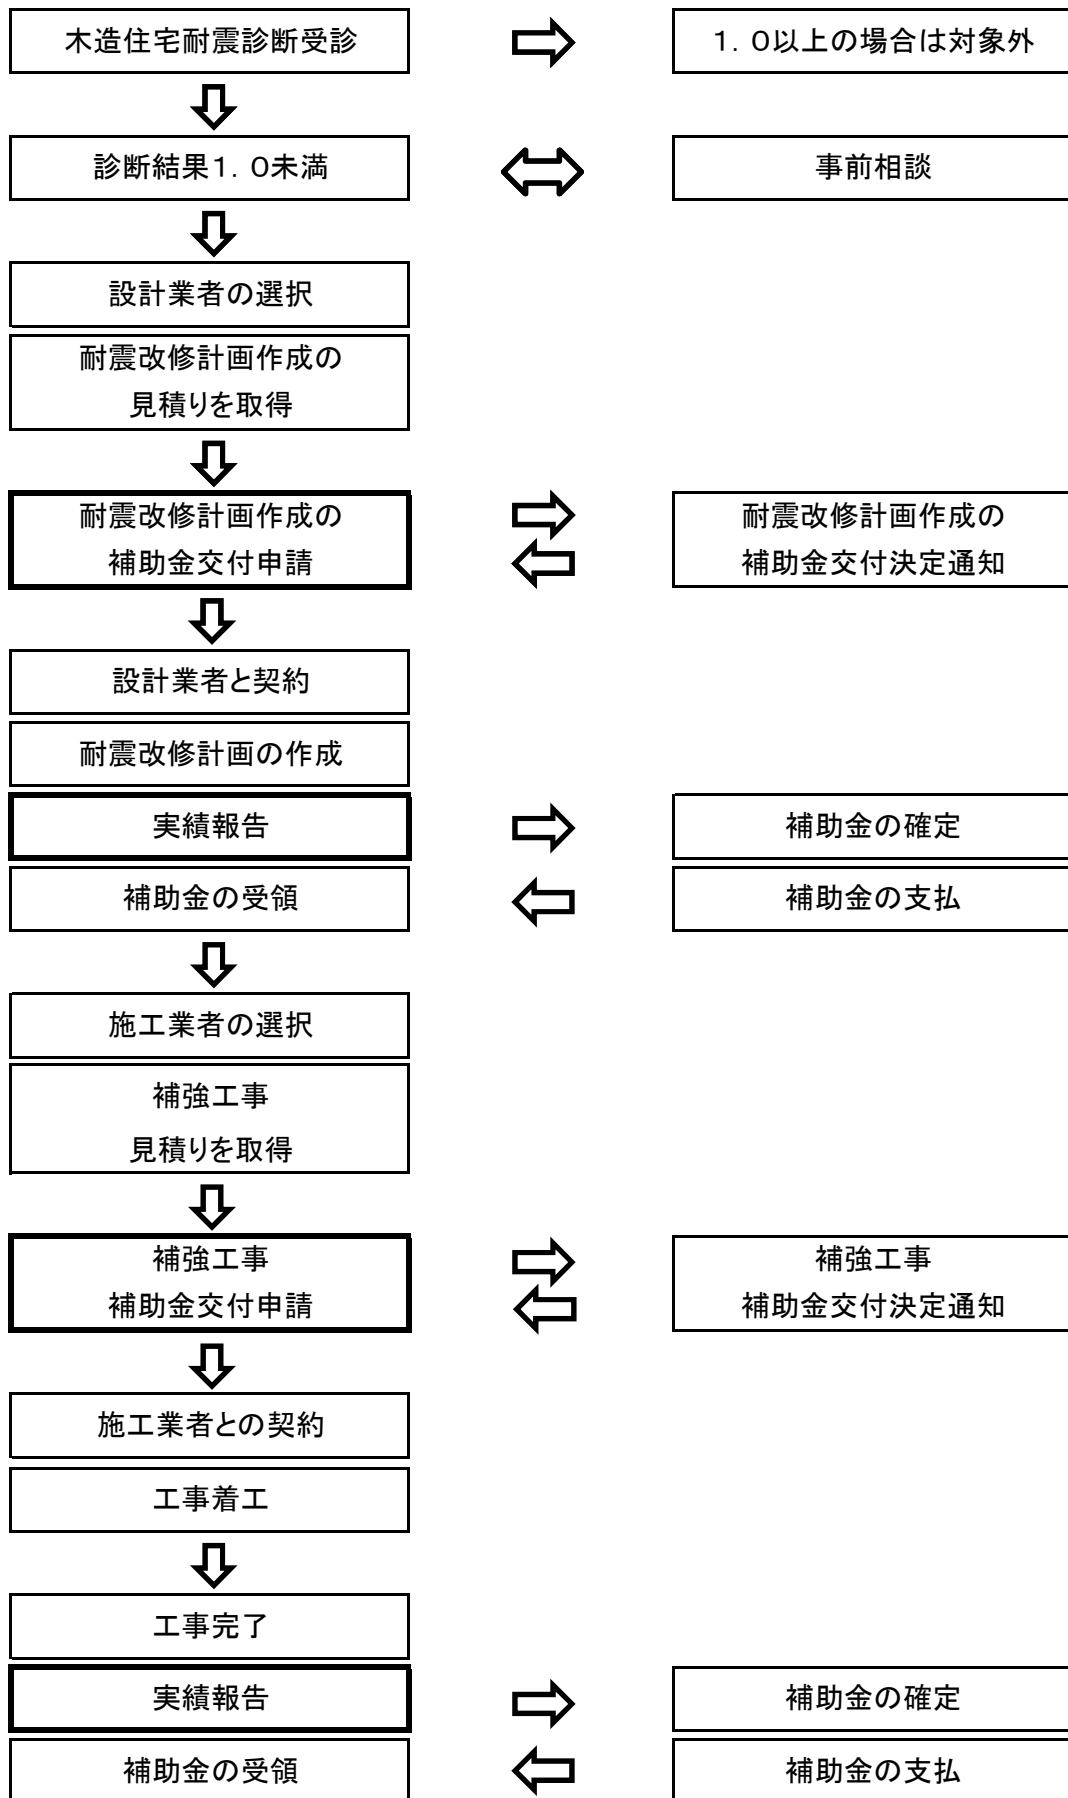 木造住宅耐震診断受診
1．0以上の場合は対象外
診断結果1．0未満
事前相談
設計業者の選択
耐震改修計画作成の
見積りを取得
耐震改修計画作成の
補助金交付申請
耐震改修計画作成の
補助金交付決定通知
設計業者と契約
耐震改修計画の作成
実績報告
補助金の確定
補助金の受領
補助金の支払
施工業者の選択
補強工事
見積りを取得
補強工事
補助金交付申請
補強工事
補助金交付決定通知
施工業者との契約
工事着工
工事完了
実績報告
補助金の確定
補助金の受領
補助金の支払